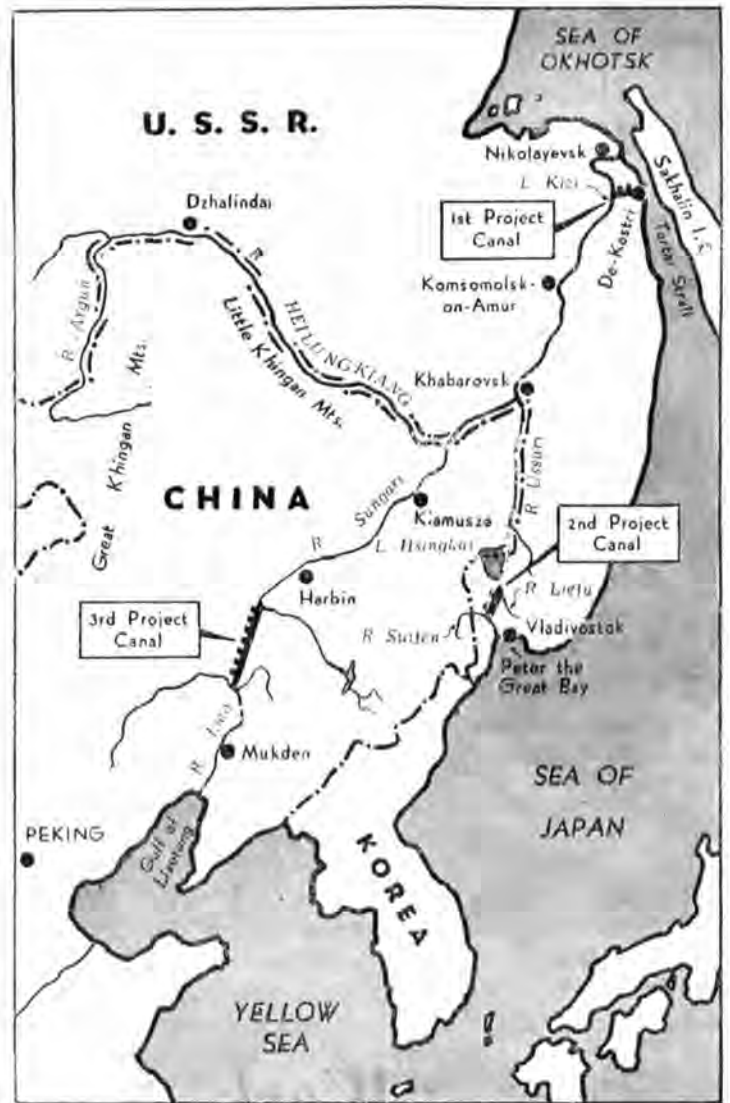 SEA OF
OKHOTSK
U. S. S. R.
Nikolayevsk
L Kizi
Sakhalin I.
Dzhalindai
1st Project
Canal
De-Kastri
Tartar Strait
Komsomolsk-
on-Amur
R
HEILUNGKIANG
R Argun
Little Khingan Mts.
Great Khingan
Mts.
Khabarovsk
R Ussuri
CHINA
R Sungari
Kiamusze
2nd Project
Canal
L Hsingkai
Harbin
R Liefu
3rd Project
Canal
R Suifen
Vladivostok
Peter the
Great Bay
R Liao
Mukden
SEA OF
JAPAN
PEKING
Gulf of
Liaotung
KOREA
YELLOW
SEA